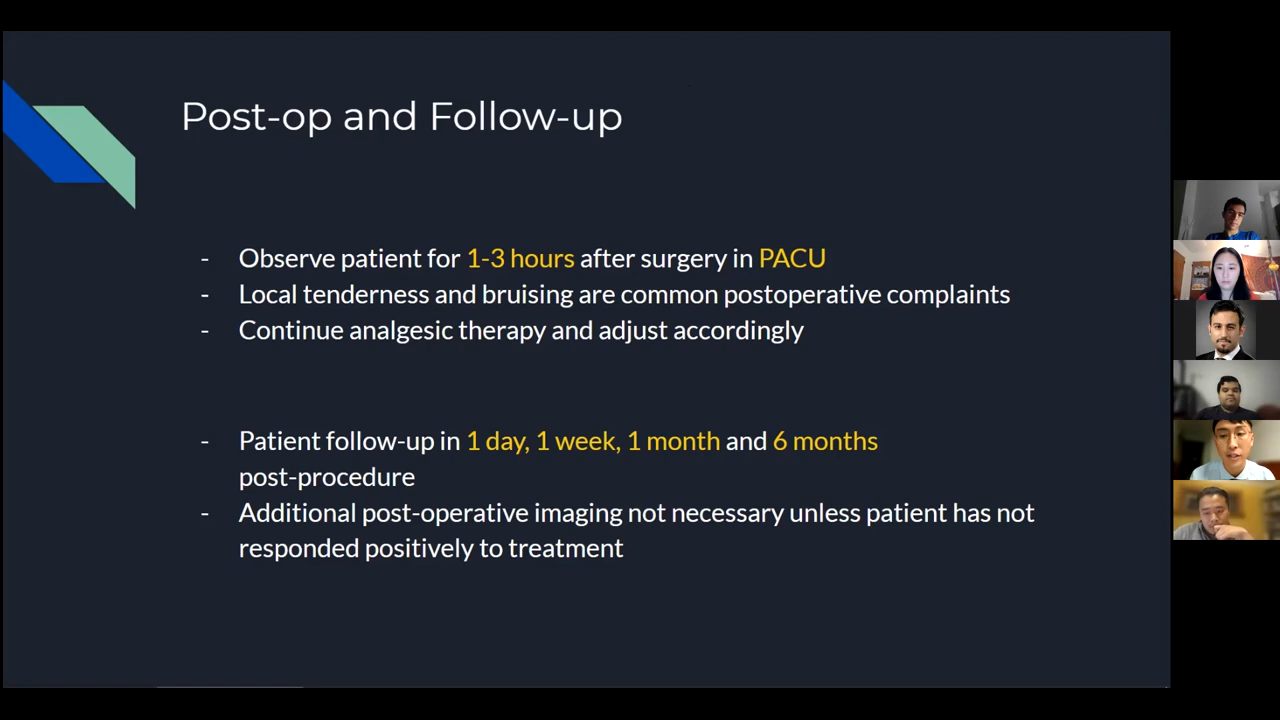 Post-op and Follow-up
- Observe patient for 1-3 hours after surgery in PACU
- Local tenderness and bruising are common postoperative complaints
- Continue analgesic therapy and adjust accordingly
- Patient follow-up in 1 day, 1 week, 1 month and 6 months
post-procedure
- Additional post-operative imaging not necessary unless patient has not
responded positively to treatment